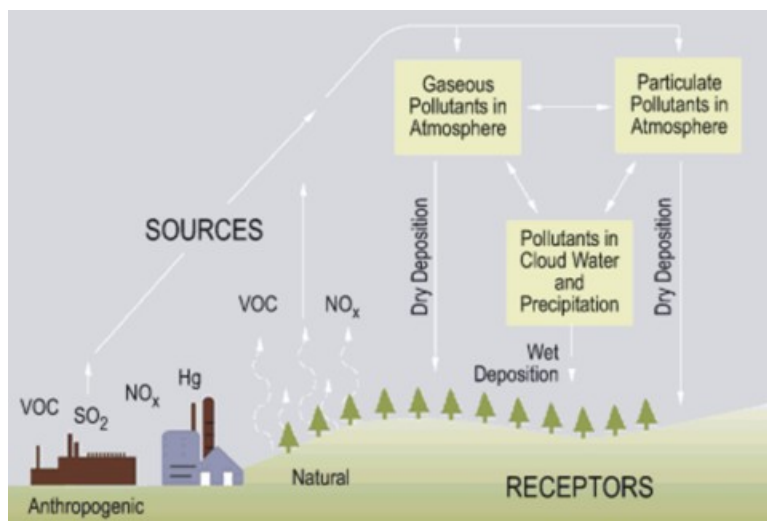 Gaseous
Pollutants in
Atmosphere
Particulate
Pollutants in
Atmosphere
SOURCES
Dry Deposition
Pollutants in
Cloud Water
and
Precipitation
Dry Deposition
VOC
NOx
Wet
Deposition
VOC
SO2
NOx
Hg
Natural
RECEPTORS
Anthropogenic